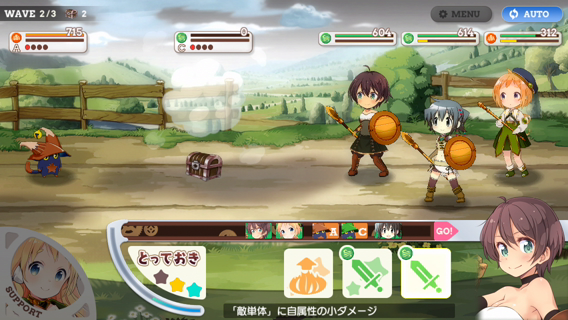 WAVE 2/3 2 MENU AUTO
715 0 604 614 312
A C
A C GO!
とっておき
SUPPORT
「敵単体」に自属性の小ダメージ